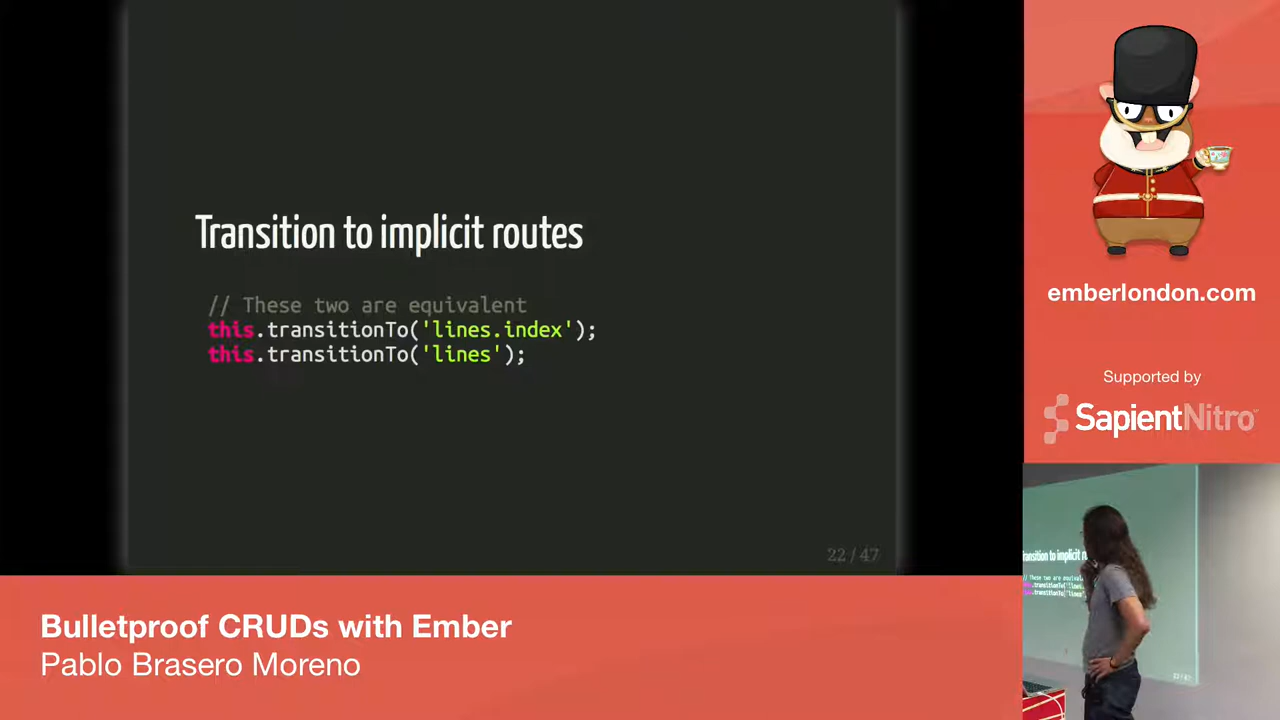 Transition to implicit routes
// These two are equivalent
this.transitionTo('lines.index');
this.transitionTo('lines');
22 / 47
emberlondon.com
Supported by
SapientNitro
Bulletproof CRUDs with Ember
Pablo Brasero Moreno